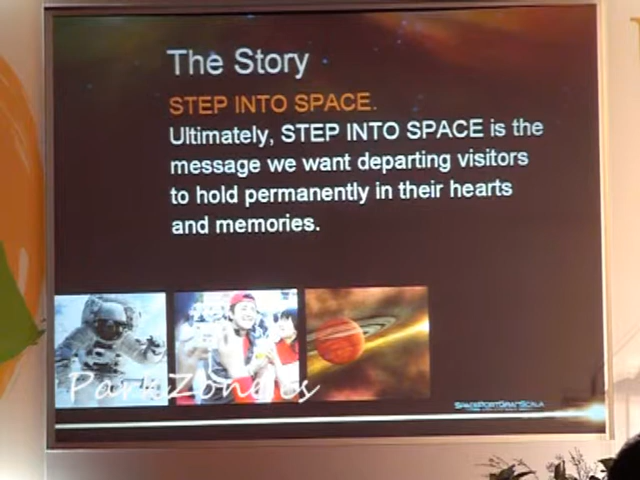 The Story
STEP INTO SPACE.
Ultimately, STEP INTO SPACE is the
message we want departing visitors
to hold permanently in their hearts
and memories.
ParkZone.cs